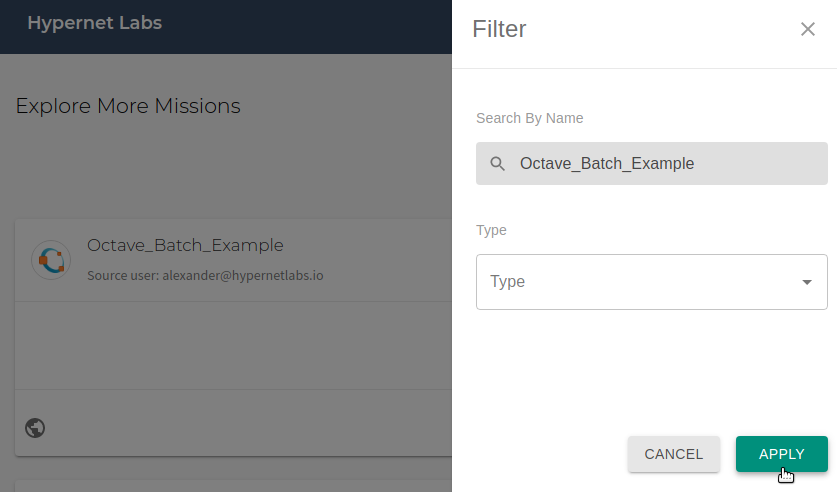 Hypernet Labs
Explore More Missions
Octave_Batch_Example
Source user: alexander@hypernetlabs.io
Filter
Search By Name
Octave_Batch_Example
Type
Type
CANCEL
APPLY